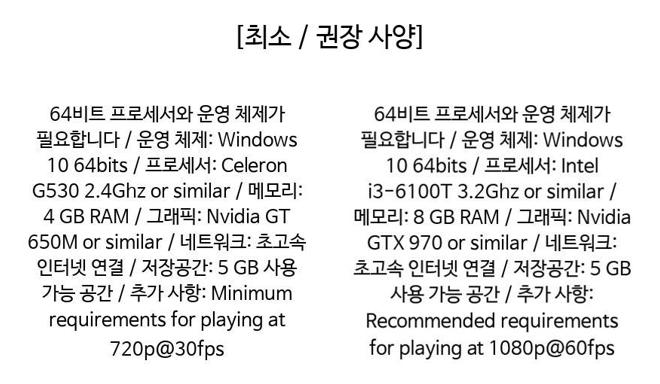 [최소 / 권장 사양]
64비트 프로세서와 운영 체제가
필요합니다 / 운영 체제: Windows
10 64bits / 프로세서: Celeron
G530 2.4Ghz or similar / 메모리:
4 GB RAM / 그래픽: Nvidia GT
650M or similar / 네트워크: 초고속
인터넷 연결 / 저장공간: 5 GB 사용
가능 공간 / 추가 사항: Minimum
requirements for playing at
720p@30fps
64비트 프로세서와 운영 체제가
필요합니다 / 운영 체제: Windows
10 64bits / 프로세서: Intel
i3-6100T 3.2Ghz or similar /
메모리: 8 GB RAM / 그래픽: Nvidia
GTX 970 or similar / 네트워크:
초고속 인터넷 연결 / 저장공간: 5 GB
사용 가능 공간 / 추가 사항:
Recommended requirements
for playing at 1080p@60fps